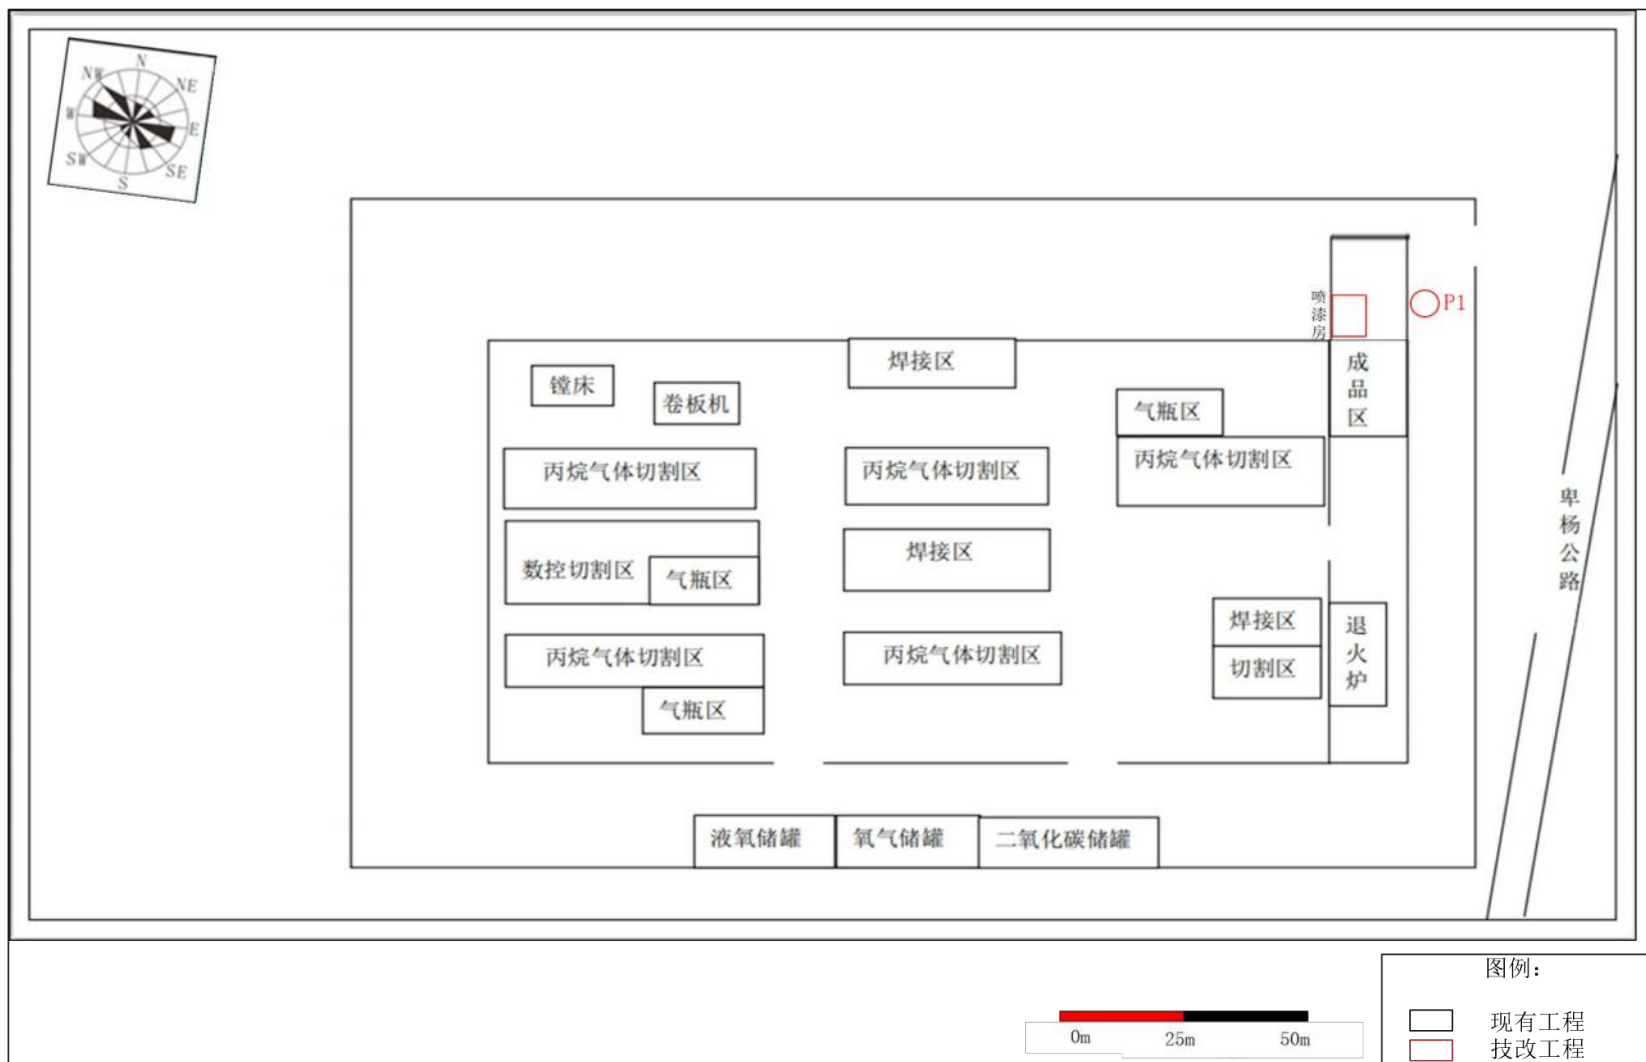 N
NW
NE
W
E
SW
SE
S
喷漆房
P1
焊接区
镗床
卷板机
成品区
气瓶区
丙烷气体切割区
丙烷气体切割区
丙烷气体切割区
卑杨公路
数控切割区
气瓶区
焊接区
焊接区
退火炉
丙烷气体切割区
丙烷气体切割区
切割区
气瓶区
液氧储罐
氧气储罐
二氧化碳储罐
图例：
现有工程
技改工程
0m
25m
50m